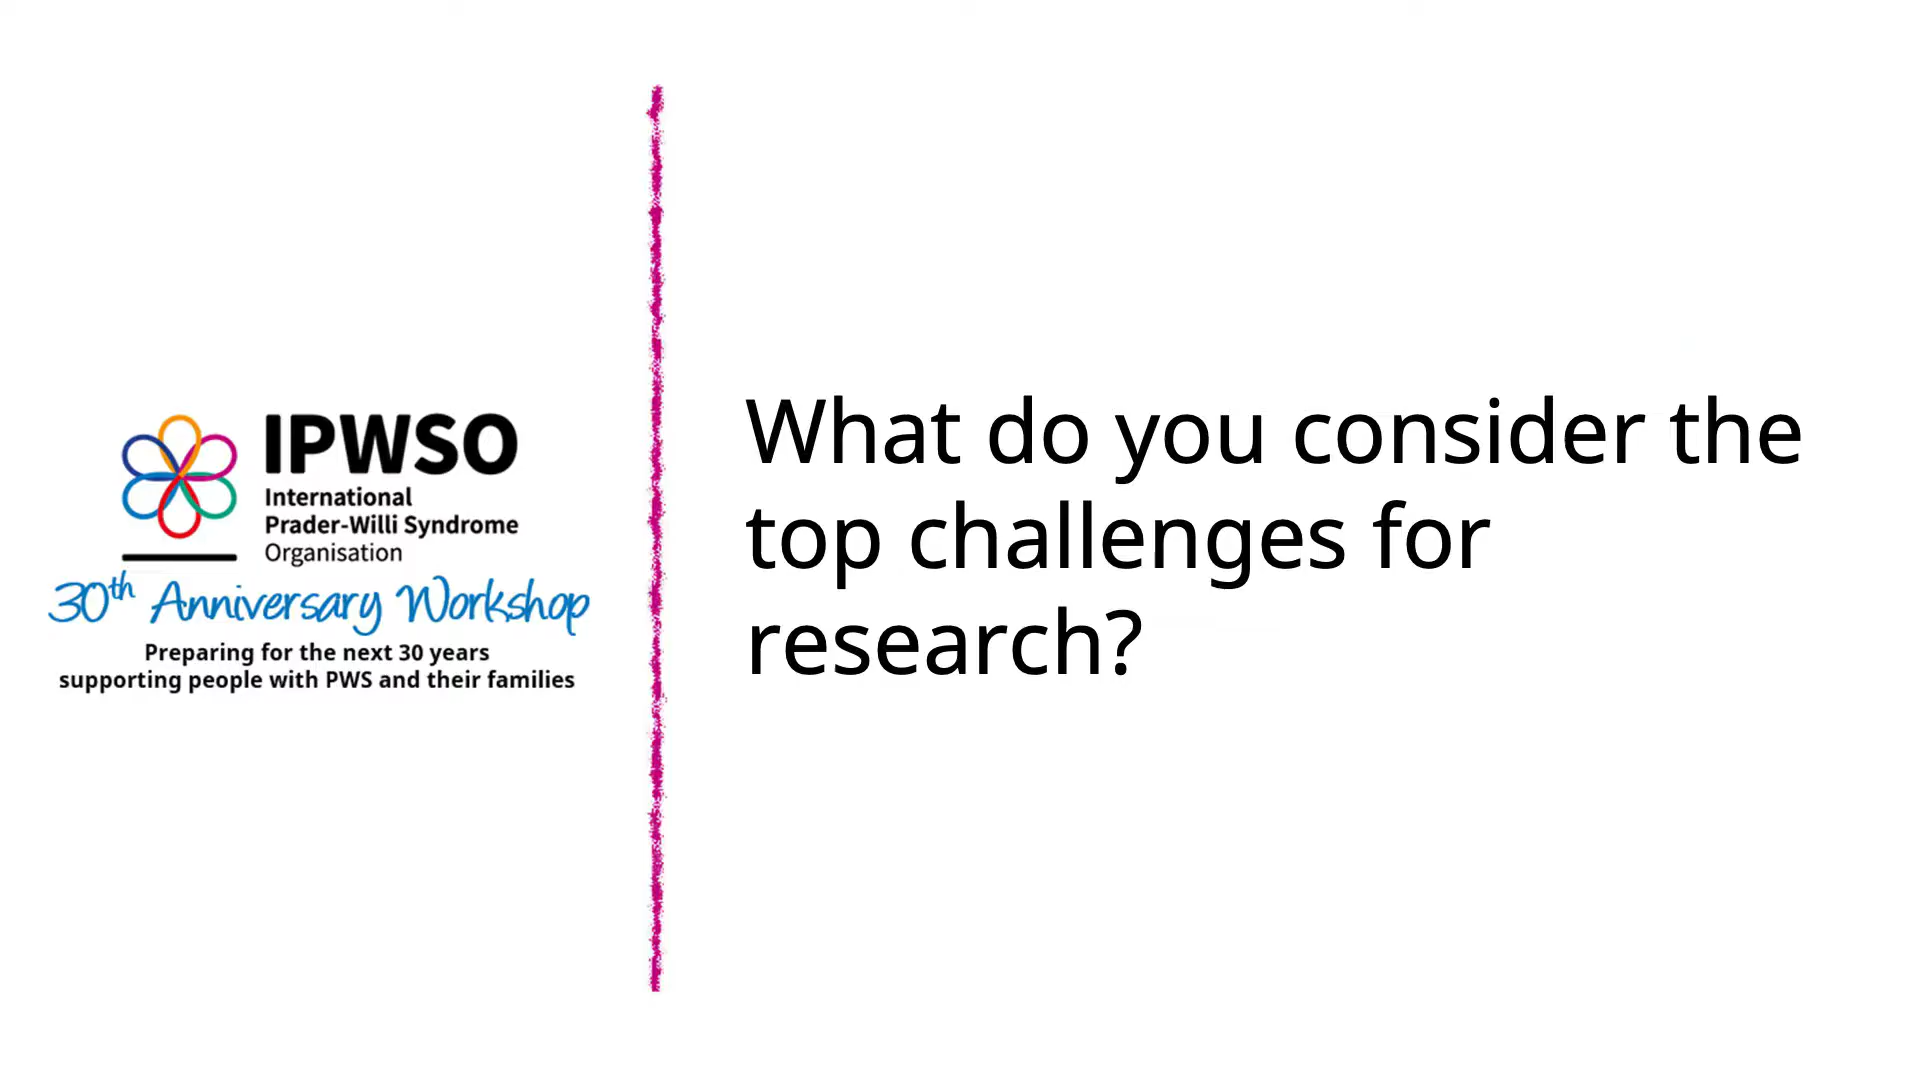 IPWSO
International
Prader-Willi Syndrome
Organisation
30th Anniversary Workshop
Preparing for the next 30 years
supporting people with PWS and their families
What do you consider the
top challenges for
research?